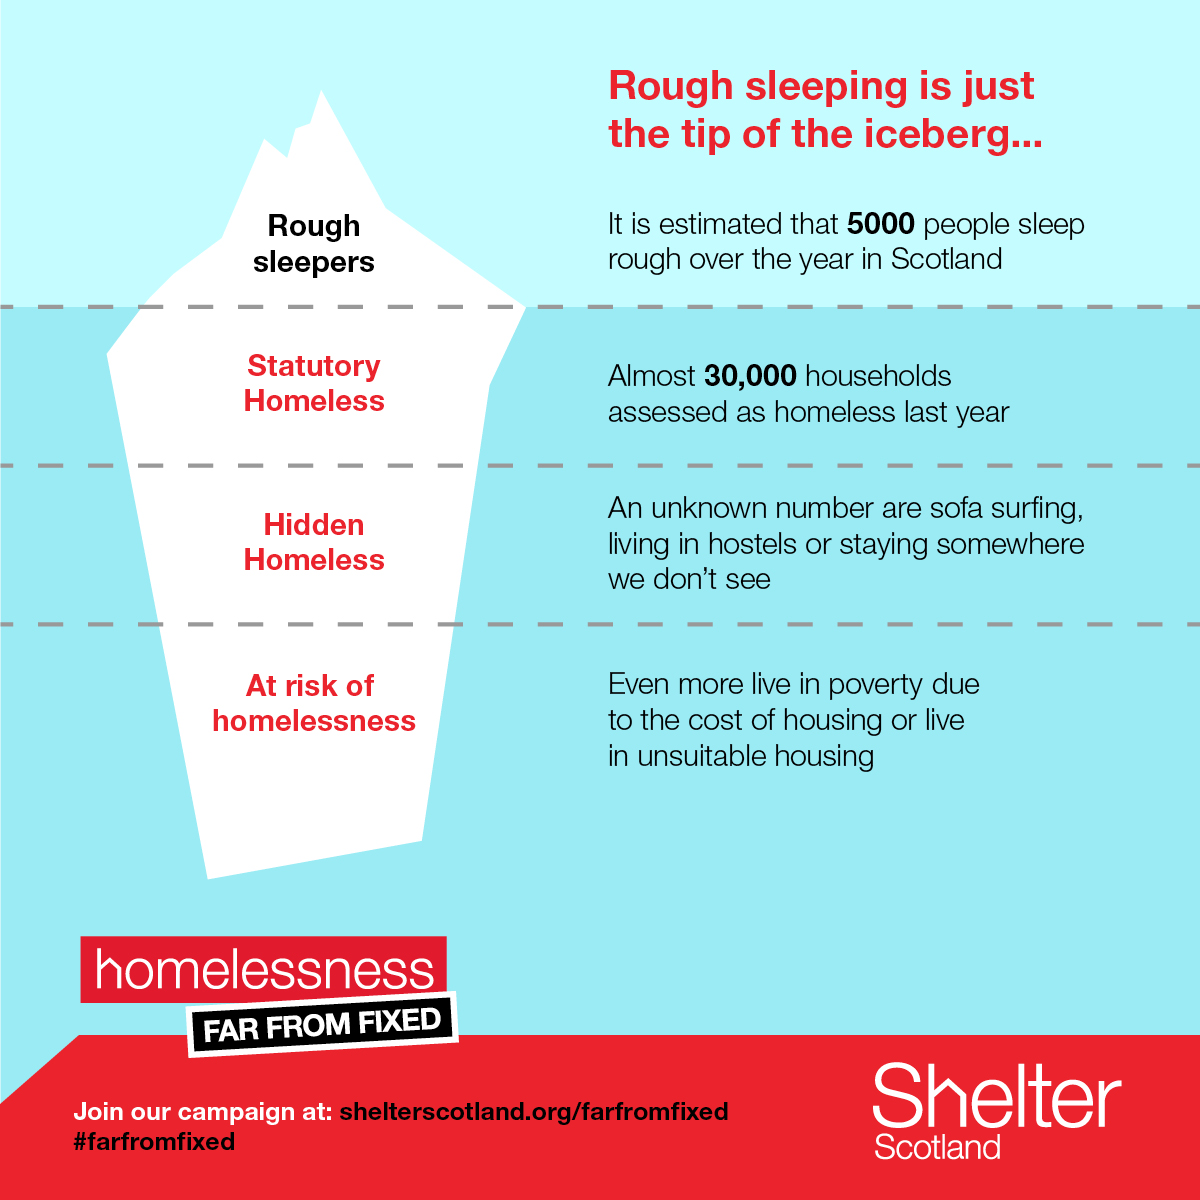 Rough sleeping is just
the tip of the iceberg...
Rough
sleepers
It is estimated that 5000 people sleep
rough over the year in Scotland
Statutory
Homeless
Almost 30,000 households
assessed as homeless last year
Hidden
Homeless
An unknown number are sofa surfing,
living in hostels or staying somewhere
we don’t see
At risk of
homelessness
Even more live in poverty due
to the cost of housing or live
in unsuitable housing
homelessness
FAR FROM FIXED
Join our campaign at: shelterscotland.org/farfromfixed
#farfromfixed
Shelter
Scotland